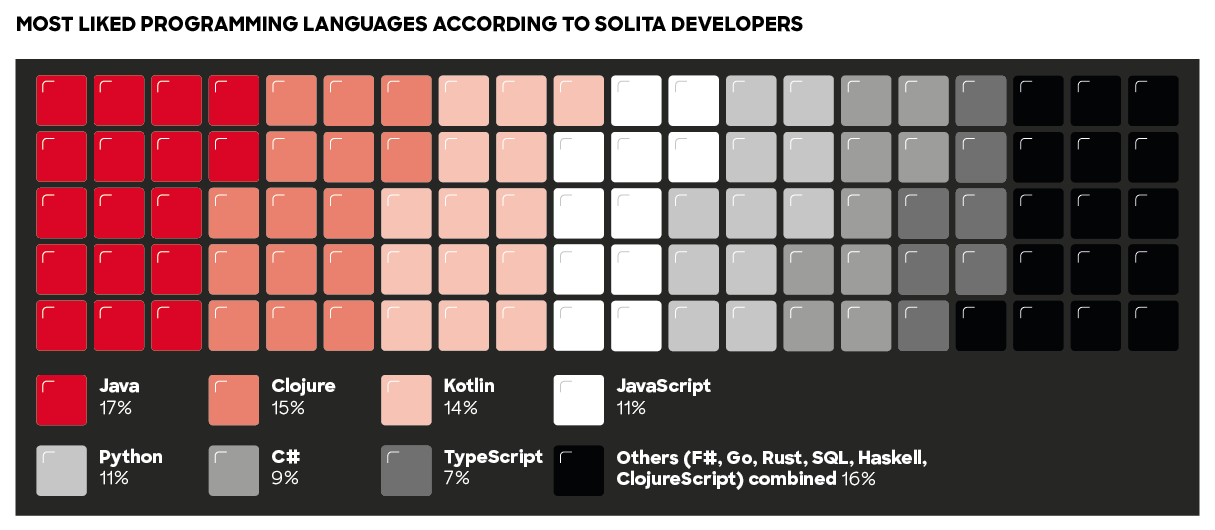 MOST LIKED PROGRAMMING LANGUAGES ACCORDING TO SOLITA DEVELOPERS
Java
17%
Clojure
15%
Kotlin
14%
JavaScript
11%
Python
11%
C#
9%
TypeScript
7%
Others (F#, Go, Rust, SQL, Haskell,
ClojureScript) combined 16%